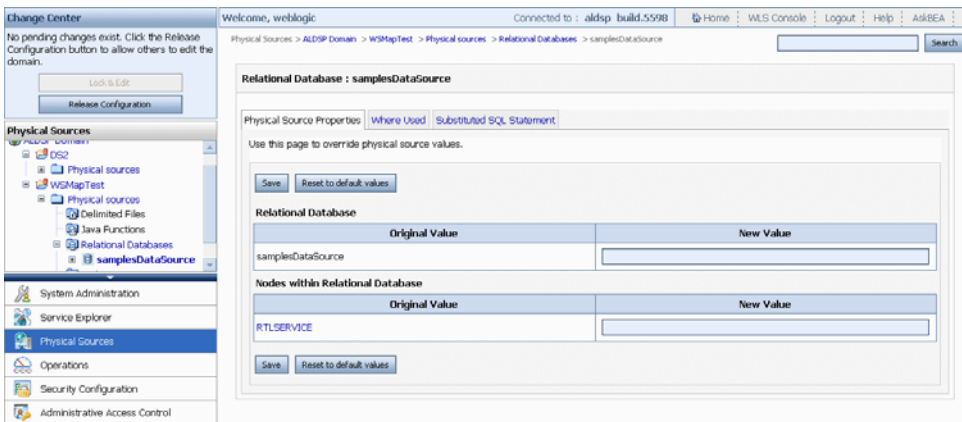 Change Center
No pending changes exist. Click the Release
Configuration button to allow others to edit the
domain.
Lock & Edit
Release Configuration
Physical Sources
ALDSP Domain
DS2
Physical sources
WSMapTest
Physical sources
Delimited Files
Java Functions
Relational Databases
samplesDataSource
System Administration
Service Explorer
Physical Sources
Operations
Security Configuration
Administrative Access Control
Welcome, weblogic
Connected to : aldsp_build.5598
Home
WLS Console
Logout
Help
AskBEA
Physical Sources > ALDSP Domain > WSMapTest > Physical sources > Relational Databases > samplesDataSource
Search
Relational Database : samplesDataSource
Physical Source Properties
Where Used
Substituted SQL Statement
Use this page to override physical source values.
Save
Reset to default values
Relational Database
Original Value
New Value
samplesDataSource
Nodes within Relational Database
Original Value
New Value
RTLSERVICE
Save
Reset to default values